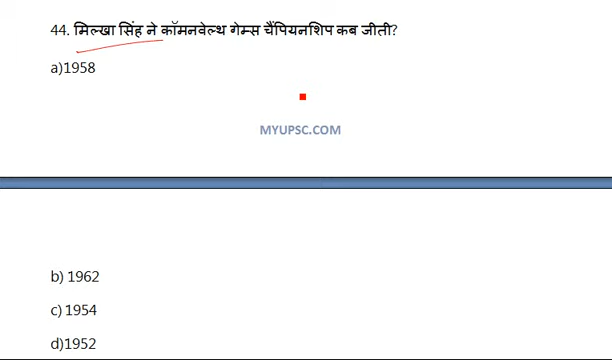 44. मिल्खा सिंह ने कॉमनवेल्थ गेम्स चैंपियनशिप कब जीती?
a)1958
MYUPSC.COM
b) 1962
c) 1954
d)1952